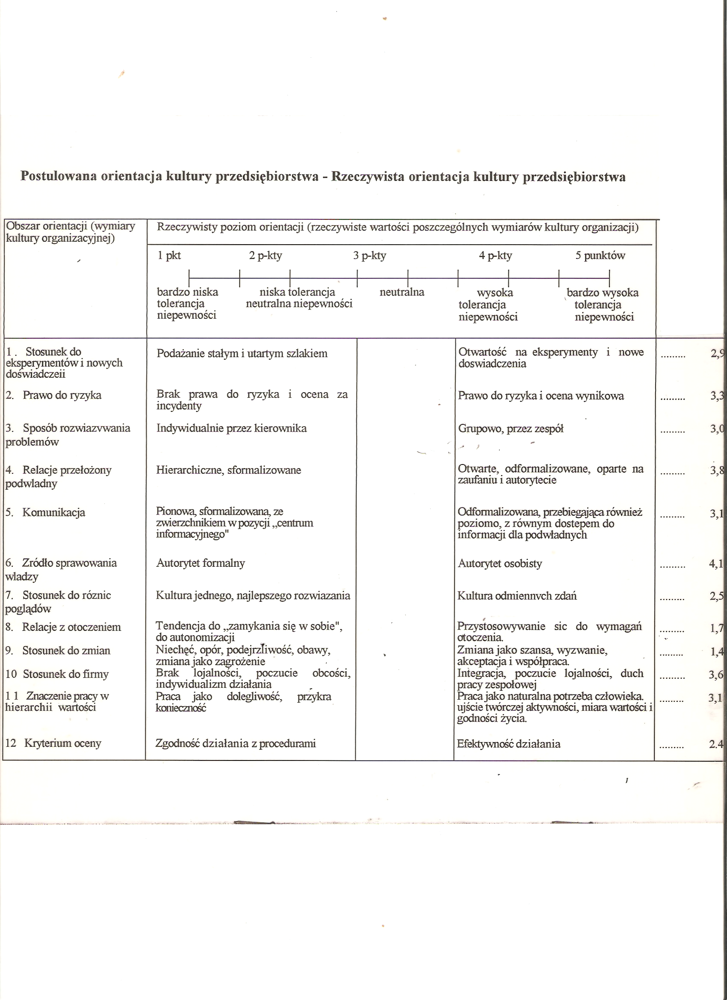 Postulowana orientacja kultury przedsiębiorstwa - Rzeczywista orientacja kultury przedsiębiorstwa
Obszar orientacji (wymiary
kultury organizacyjnej)
Rzeczywisty poziom orientacji (rzeczywiste wartości poszczególnych wymiarów kultury organizacji)
1 pkt 2 p-kty 3 p-kty 4 p-kty 5 punktów
bardzo niska niska tolerancja neutralna wysoka bardzo wysoka
tolerancja neutralna niepewności tolerancja tolerancja
niepewności niepewności niepewności
1 . Stosunek do
eksperymentów i nowych
doświadczeii
Podażanie stałym i utartym szlakiem
Otwartość na eksperymenty i nowe
doswiadczenia
......... 2,9
2. Prawo do ryzyka
Brak prawa do ryzyka i ocena za
incydenty
Prawo do ryzyka i ocena wynikowa
......... 3,3
3. Sposób rozwiazvwania
problemów
Indywidualnie przez kierownika
Grupowo, przez zespół
......... 3,0
4. Relacje przełożony
podwladny
Hierarchiczne, sformalizowane
Otwarte, odformalizowane, oparte na
zaufaniu i autorytecie
......... 3,8
5. Komunikacja
Pionowa, sformalizowana, ze
zwierzchnikiem w pozycji „centrum
informacyjnego"
Odformalizowana, przebiegająca również
poziomo, z równym dostepem do
informacji dla podwładnych
......... 3,1
6. Zródło sprawowania
wladzy
Autorytet formalny
Autorytet osobisty
......... 4,1
7. Stosunek do róznic
poglądów
Kultura jednego, najlepszego rozwiazania
Kultura odmiennvch zdań
......... 2,5
8. Relacje z otoczeniem
Tendencja do „zamykania się w sobie",
do autonomizacji
Przystosowywanie sic do wymagań
otoczenia.
......... 1,7
9. Stosunek do zmian
Niechęć, opór, podejrzliwość, obawy,
zmiana jako zagrożenie
Zmiana jako szansa, wyzwanie,
akceptacja i współpraca.
......... 1,4
10 Stosunek do firmy
Brak lojalności, poczucie obcości,
indywidualizm działania
Integracja, poczucie lojalności, duch
pracy zespołowej
......... 3,6
1 1 Znaczenie pracy w
hierarchii wartości
Praca jako dolegliwość, przykra
konieczność
Praca jako naturalna potrzeba człowieka.
ujście twórczej aktywności, miara wartości i
godności życia.
......... 3,1
12 Kryterium oceny
Zgodność działania z procedurami
Efektywność działania
......... 2.4